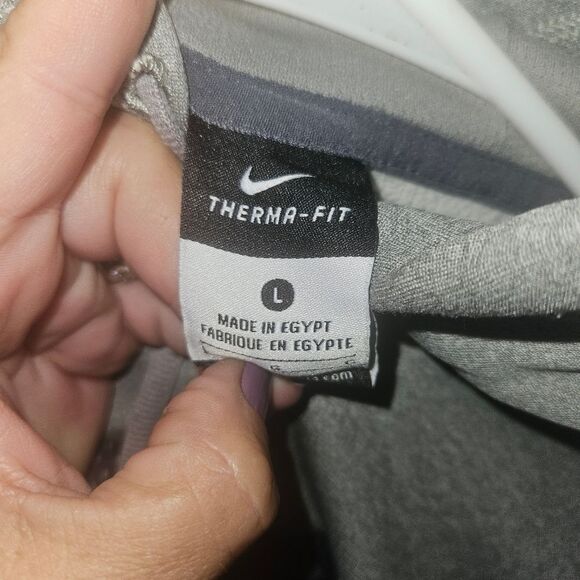 THERMA-FIT
L
MADE IN EGYPT
FABRIQUE EN EGYPTE